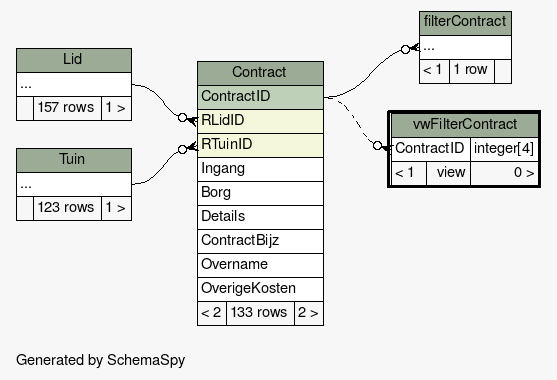 Lid
...
157 rows 1 >
Tuin
...
123 rows 1 >
Contract
ContractID
RLidID
RTuinID
Ingang
Borg
Details
ContractBijz
Overname
OverigeKosten
< 2 133 rows 2 >
filterContract
...
< 1 1 row
vwFilterContract
ContractID integer[4]
< 1 view 0 >
Generated by SchemaSpy